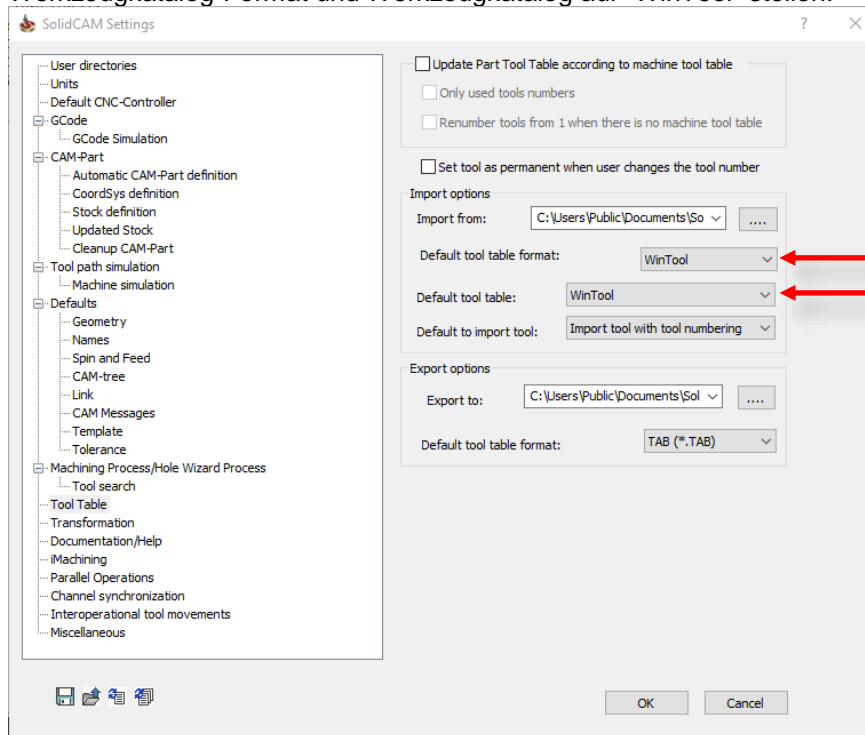 Werkzeugkatalog-Format und Werkzeugkatalog auf "WinTool" stellen.
SolidCAM Settings
User directories
Units
Default CNC-Controller
GCode
GCode Simulation
CAM-Part
Automatic CAM-Part definition
CoordSys definition
Stock definition
Updated Stock
Cleanup CAM-Part
Tool path simulation
Machine simulation
Defaults
Geometry
Names
Spin and Feed
CAM-tree
Link
CAM Messages
Template
Tolerance
Machining Process/Hole Wizard Process
Tool search
Tool Table
Transformation
Documentation/Help
iMachining
Parallel Operations
Channel synchronization
Interoperational tool movements
Miscellaneous
Update Part Tool Table according to machine tool table
Only used tools numbers
Renumber tools from 1 when there is no machine tool table
Set tool as permanent when user changes the tool number
Import options
Import from: C:\Users\Public\Documents\So ....
Default tool table format: WinTool
Default tool table: WinTool
Default to import tool: Import tool with tool numbering
Export options
Export to: C:\Users\Public\Documents\Sol ....
Default tool table format: TAB (*.TAB)
OK Cancel